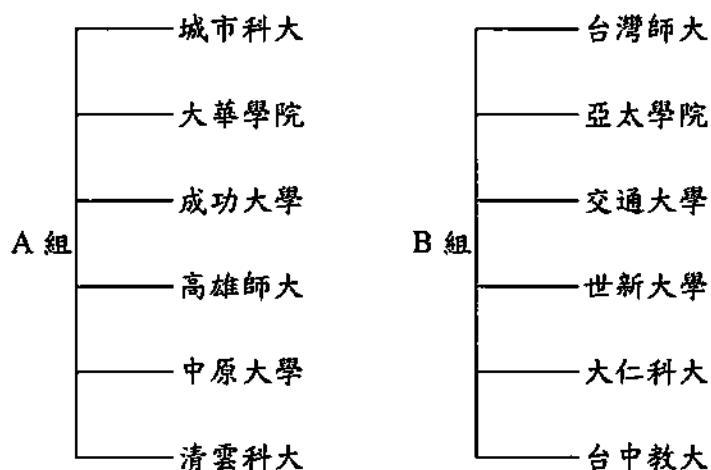 A組
城市科大
大華學院
成功大學
高雄師大
中原大學
清雲科大
B組
台灣師大
亞太學院
交通大學
世新大學
大仁科大
台中教大